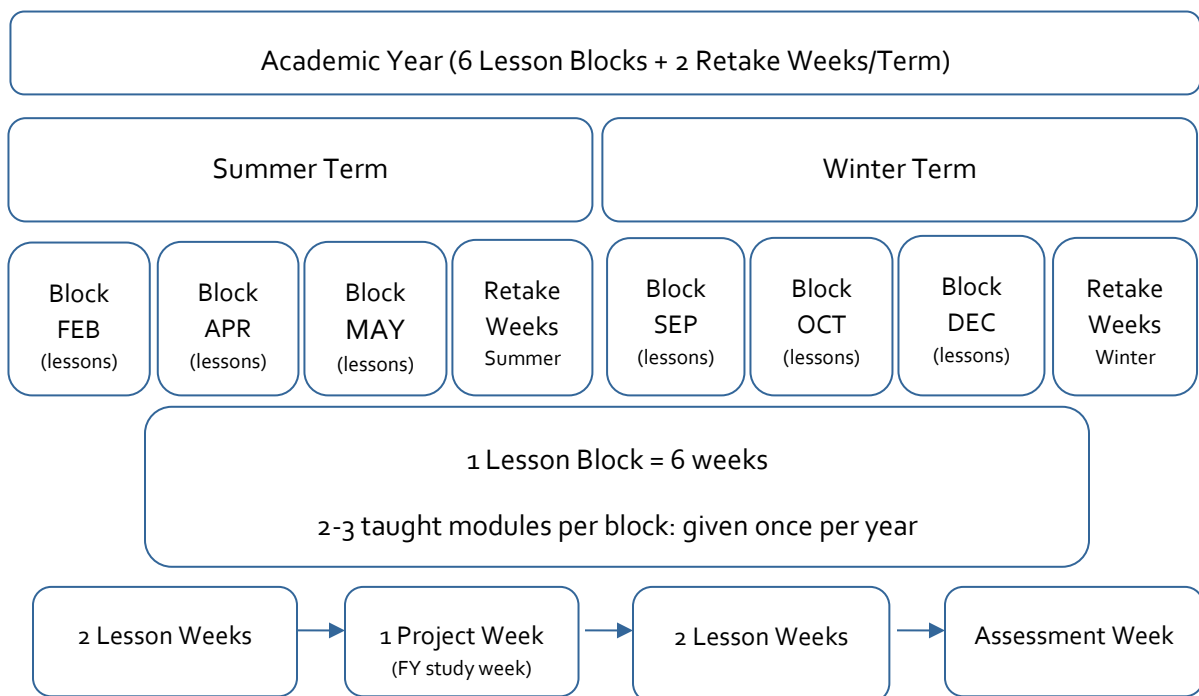 Academic Year (6 Lesson Blocks + 2 Retake Weeks/Term)
Summer Term
Winter Term
Block
FEB
(lessons)
Block
APR
(lessons)
Block
MAY
(lessons)
Retake
Weeks
Summer
Block
SEP
(lessons)
Block
OCT
(lessons)
Block
DEC
(lessons)
Retake
Weeks
Winter
1 Lesson Block = 6 weeks
2-3 taught modules per block: given once per year
2 Lesson Weeks
1 Project Week
(FY study week)
2 Lesson Weeks
Assessment Week